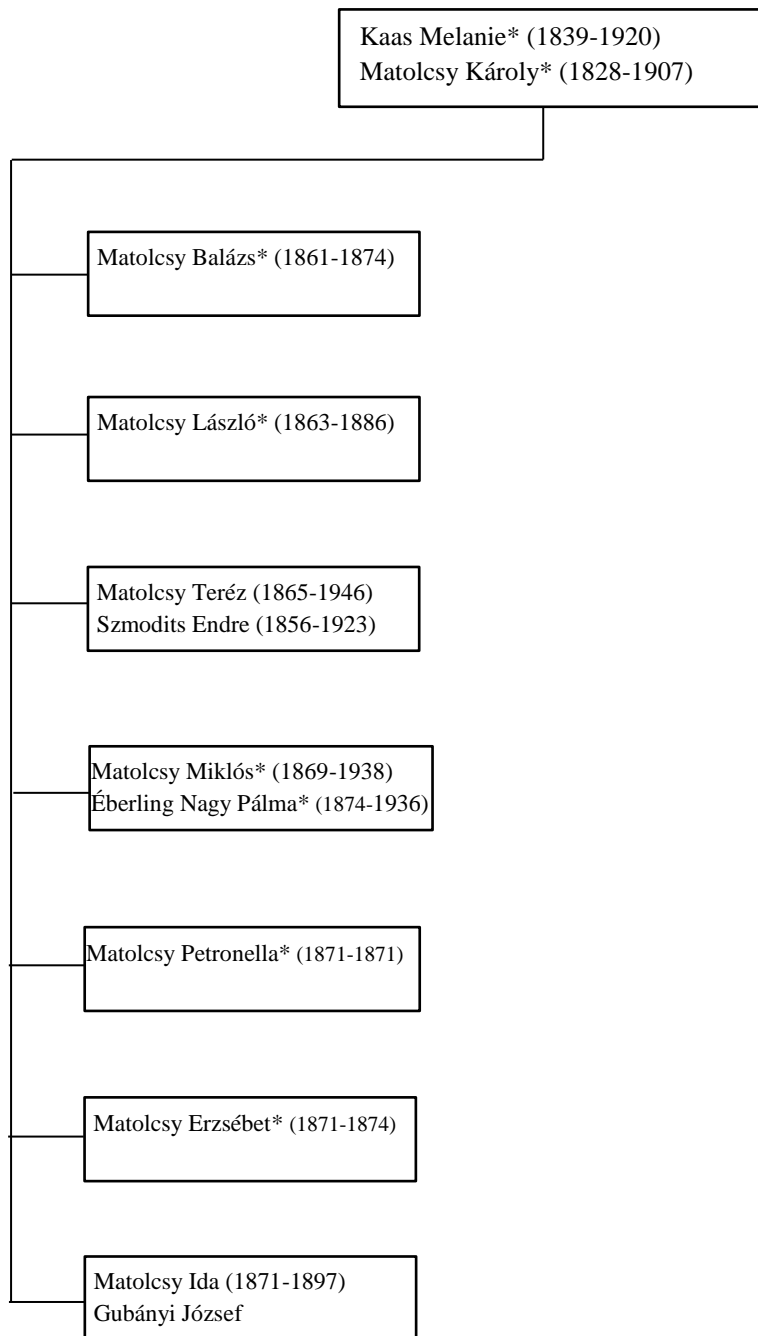 Kaas Melanie* (1839-1920)
Matolcsy Károly* (1828-1907)
Matolcsy Balázs* (1861-1874)
Matolcsy László* (1863-1886)
Matolcsy Teréz (1865-1946)
Szmodits Endre (1856-1923)
Matolcsy Miklós* (1869-1938)
Éberling Nagy Pálma* (1874-1936)
Matolcsy Petronella* (1871-1871)
Matolcsy Erzsébet* (1871-1874)
Matolcsy Ida (1871-1897)
Gubányi József